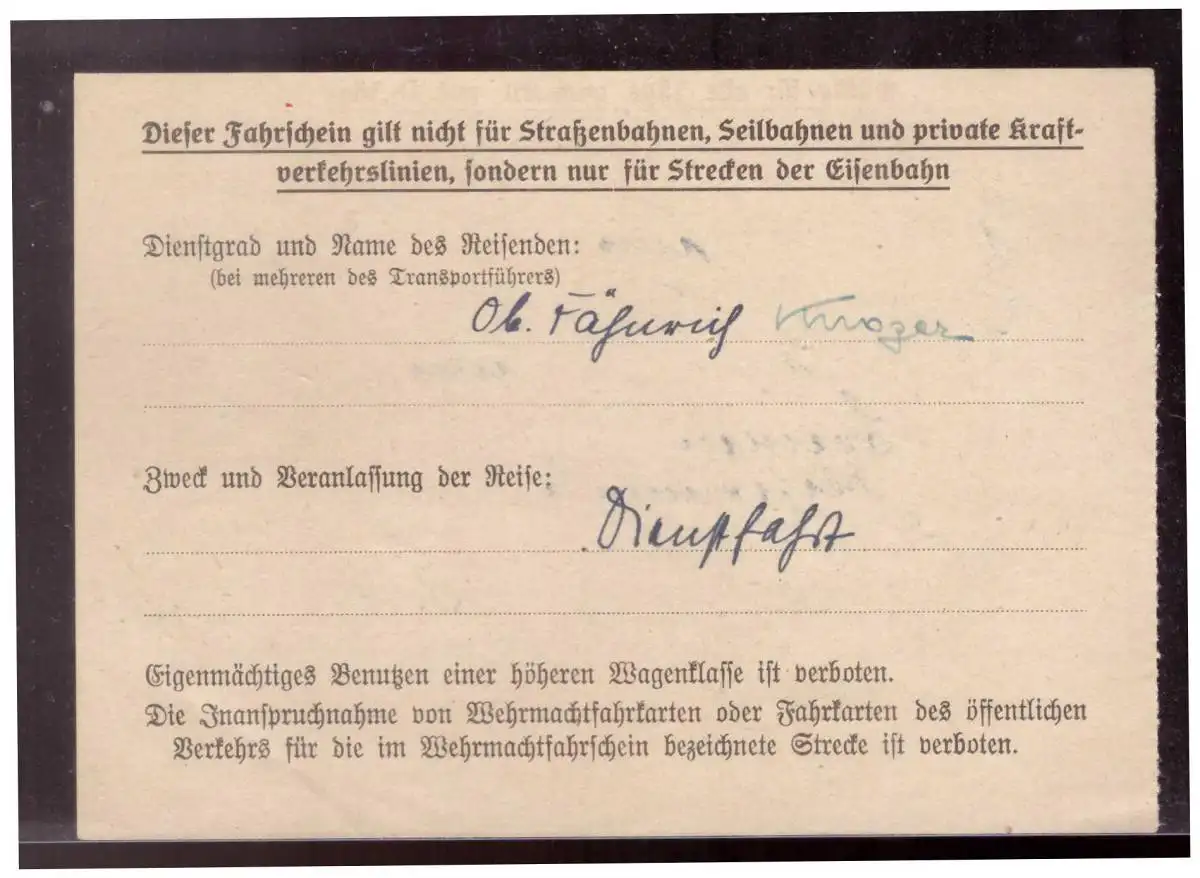 Dieser Fahrschein gilt nicht für Straßenbahnen, Seilbahnen und private Kraft-
verkehrslinien, sondern nur für Strecken der Eisenbahn
Dienstgrad und Name des Reisenden:
(bei mehreren des Transportführers)
Ob. Fähnrich
Zweck und Veranlassung der Reise:
Dienstfahrt
Eigenmächtiges Benutzen einer höheren Wagenklasse ist verboten.
Die Inanspruchnahme von Wehrmachtfahrkarten oder Fahrkarten des öffentlichen
Verkehrs für die im Wehrmachtfahrschein bezeichnete Strecke ist verboten.